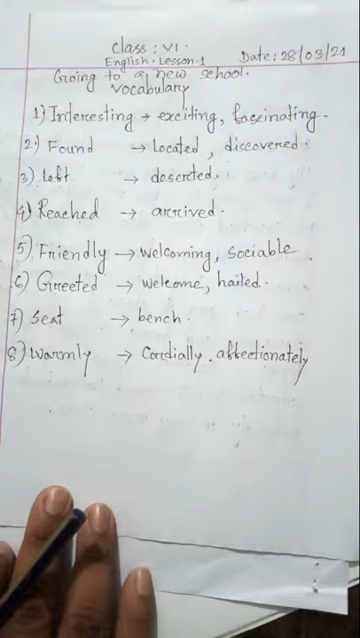 Class : VI.
English. Lesson-1 Date: 28/03/21
Going to a new school.
Vocabulary
1) Interesting → exciting, fascinating.
2) Found → Located, discovered.
3) Left → deserted.
4) Reached → arrived.
5) Friendly → welcoming, sociable.
6) Greeted → welcome, hailed.
7) Seat → bench.
8) Warmly → Cordially. affectionately